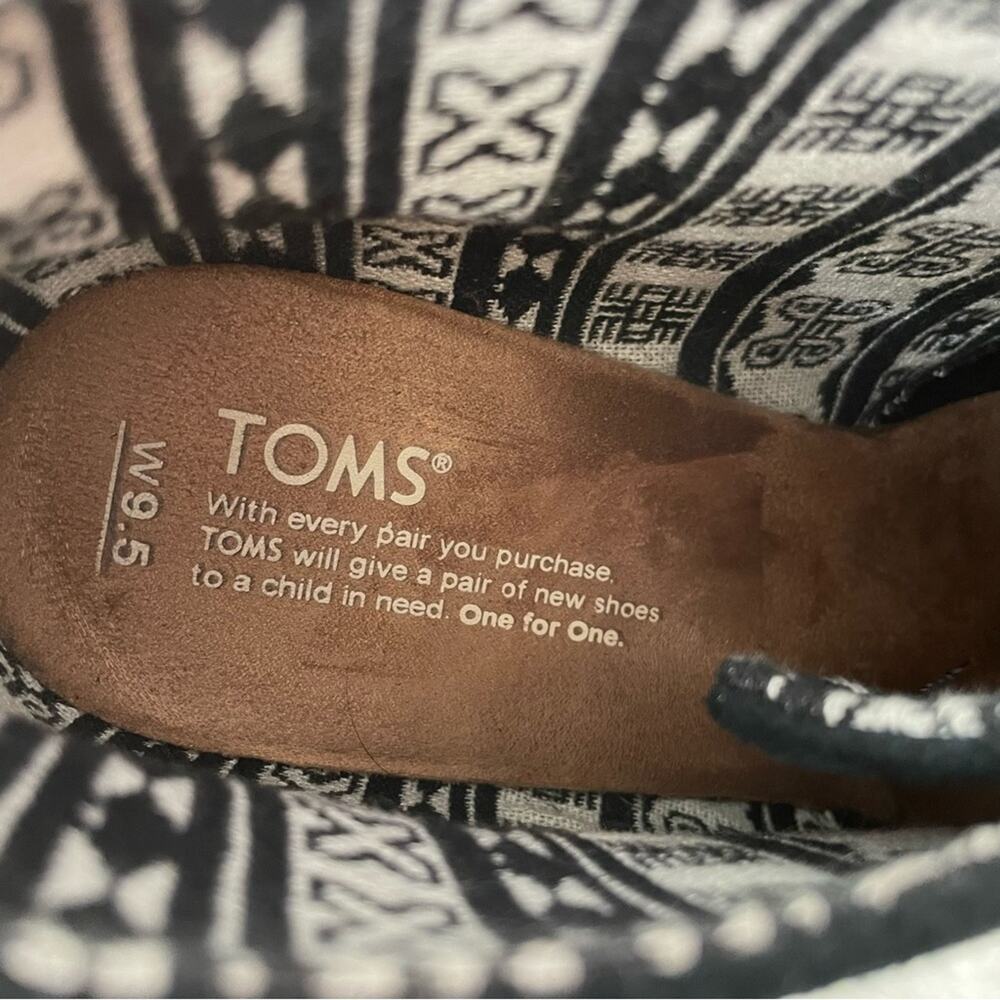 TOMS®
With every pair you purchase,
TOMS will give a pair of new shoes
to a child in need. One for One.
W9.5